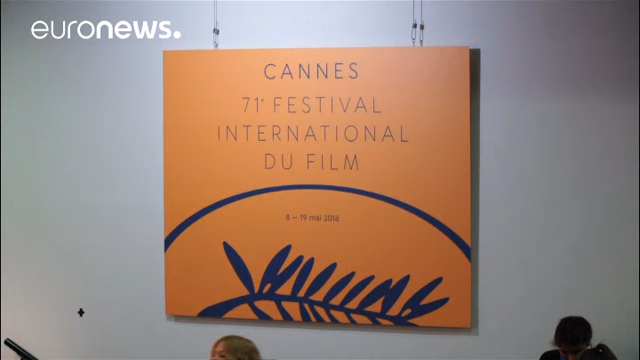 euronews.
CANNES
71e FESTIVAL
INTERNATIONAL
DU FILM
8 — 19 mai 2018